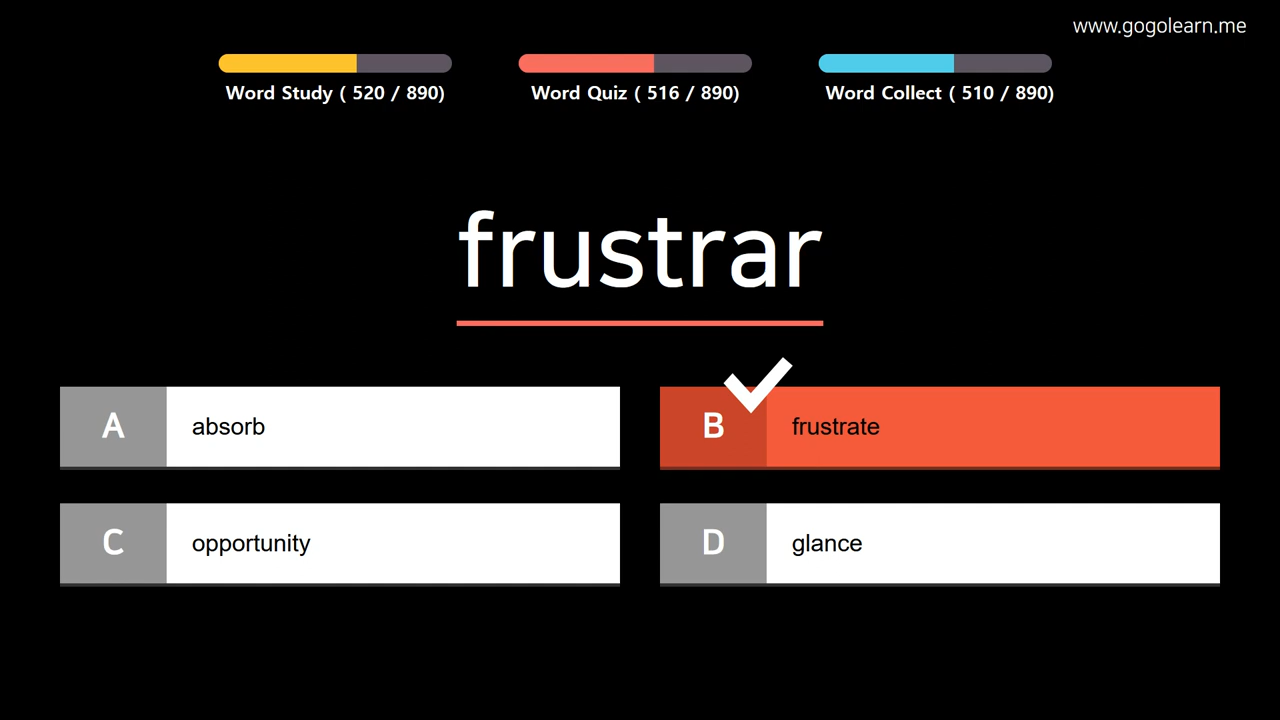 www.gogolearn.me
Word Study ( 520 / 890)
Word Quiz ( 516 / 890)
Word Collect ( 510 / 890)
frustrar
A absorb
B frustrate
C opportunity
D glance